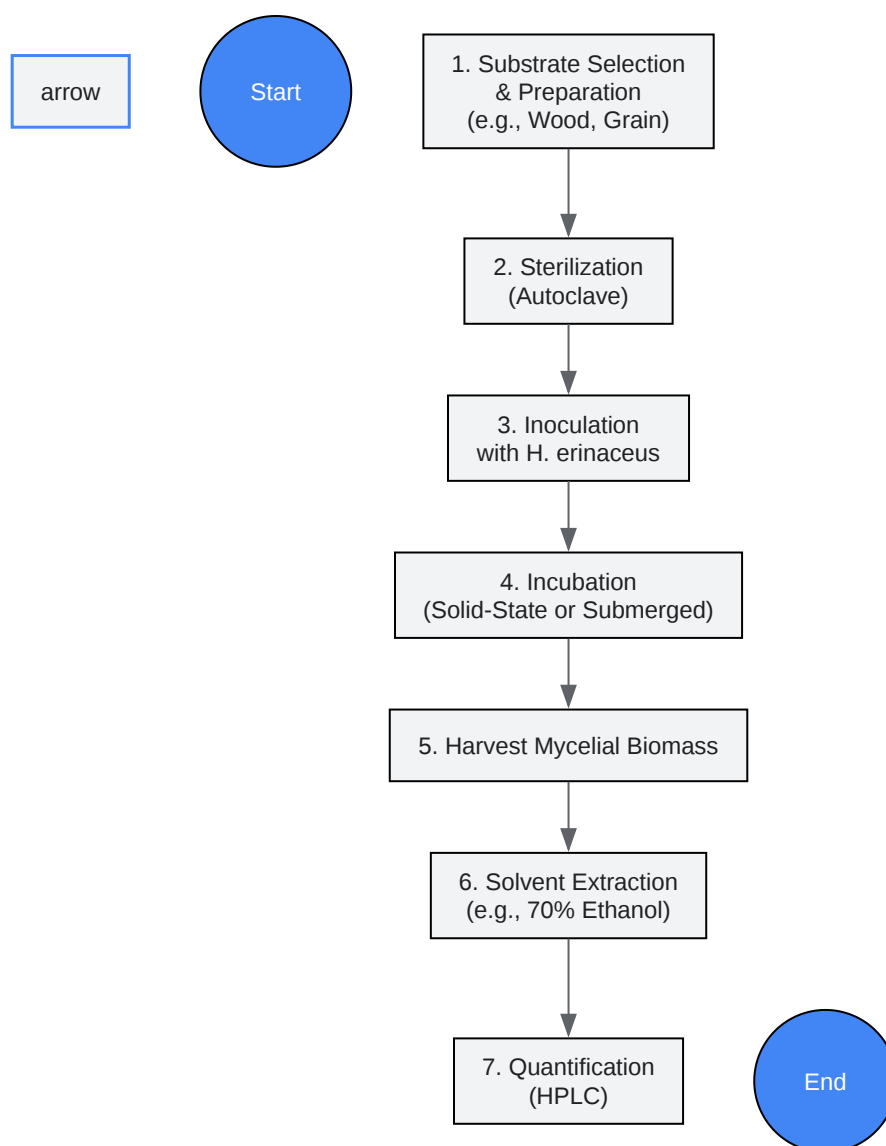 arrow
Start
1. Substrate Selection
& Preparation
(e.g., Wood, Grain)
2. Sterilization
(Autoclave)
3. Inoculation
with H. erinaceus
4. Incubation
(Solid-State or Submerged)
5. Harvest Mycelial Biomass
6. Solvent Extraction
(e.g., 70% Ethanol)
7. Quantification
(HPLC)
End